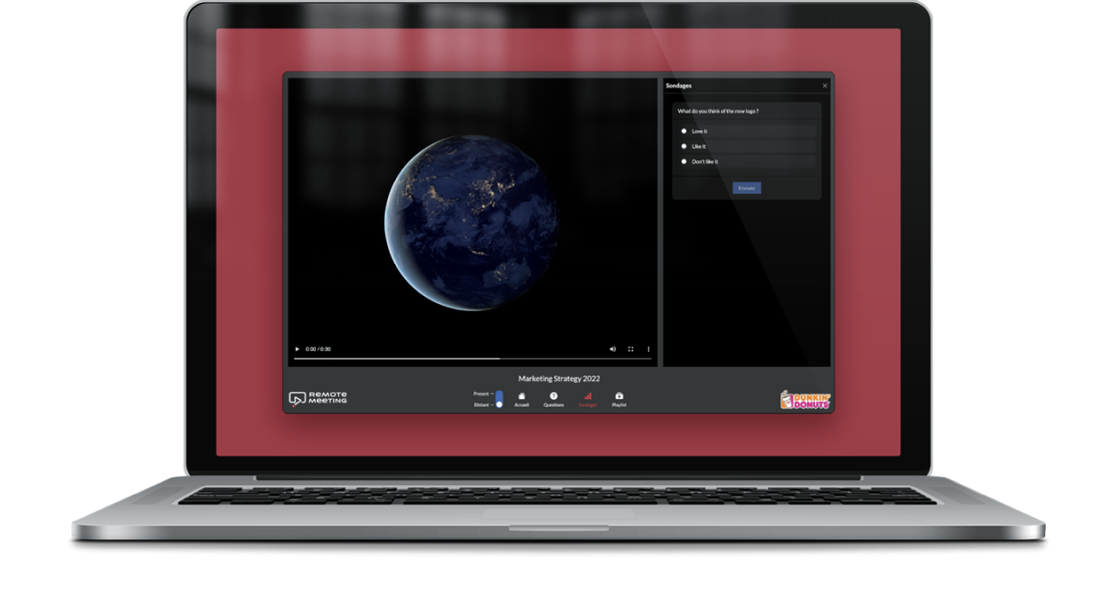 Sondages
What do you think of the new logo ?
Love it
Like it
Don't like it
Envoyez
0:00 / 0:30
Marketing Strategy 2022
REMOTE
MEETING
Present
Distant
Accueil
Questions
Sondages
Playlist
DUNKIN'
DONUTS